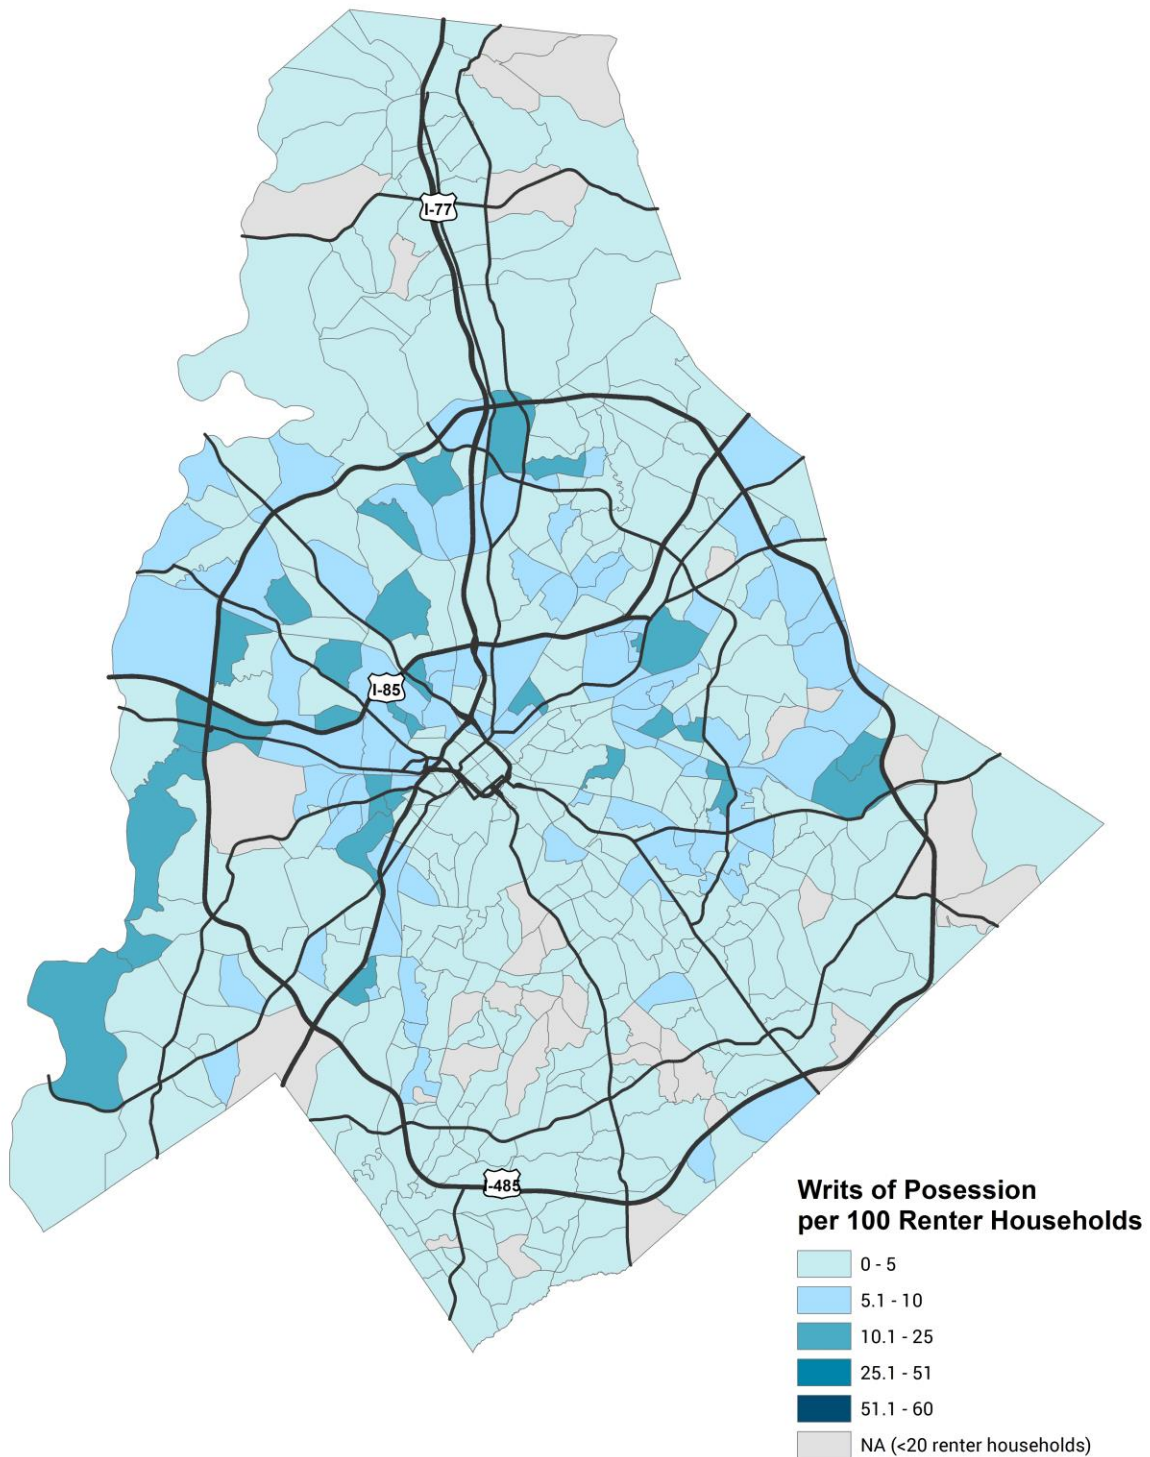 I-77
I-85
I-485
Writs of Posession
per 100 Renter Households
0 - 5
5.1 - 10
10.1 - 25
25.1 - 51
51.1 - 60
NA (<20 renter households)